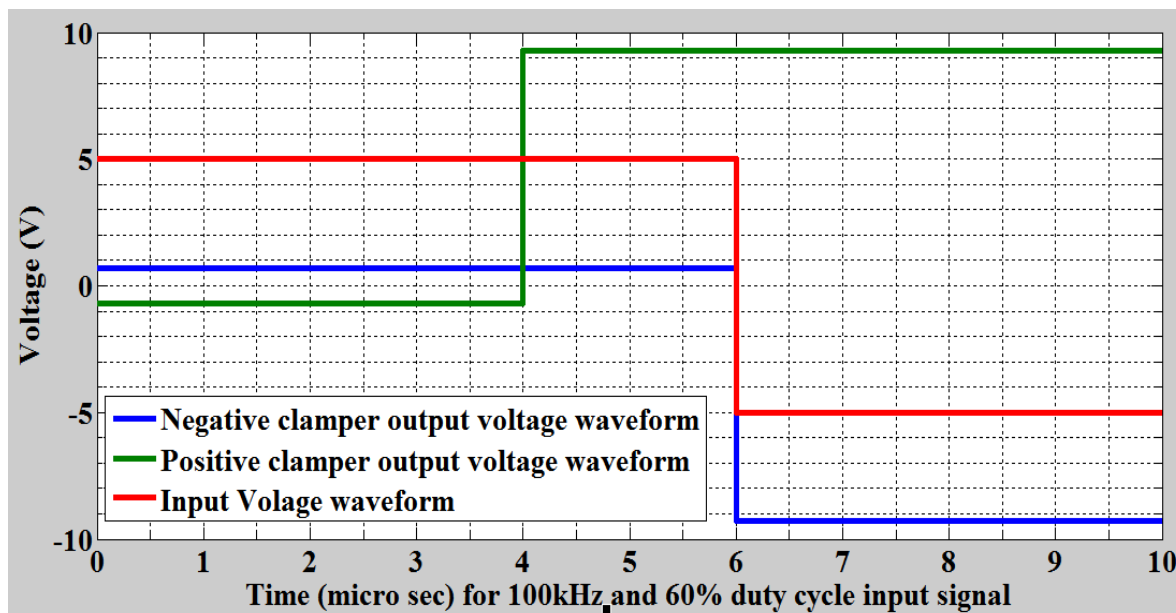 10
5
0
-5
-10
Voltage (V)
Negative clamper output voltage waveform
Positive clamper output voltage waveform
Input Volage waveform
0 1 2 3 4 5 6 7 8 9 10
Time (micro sec) for 100kHz and 60% duty cycle input signal